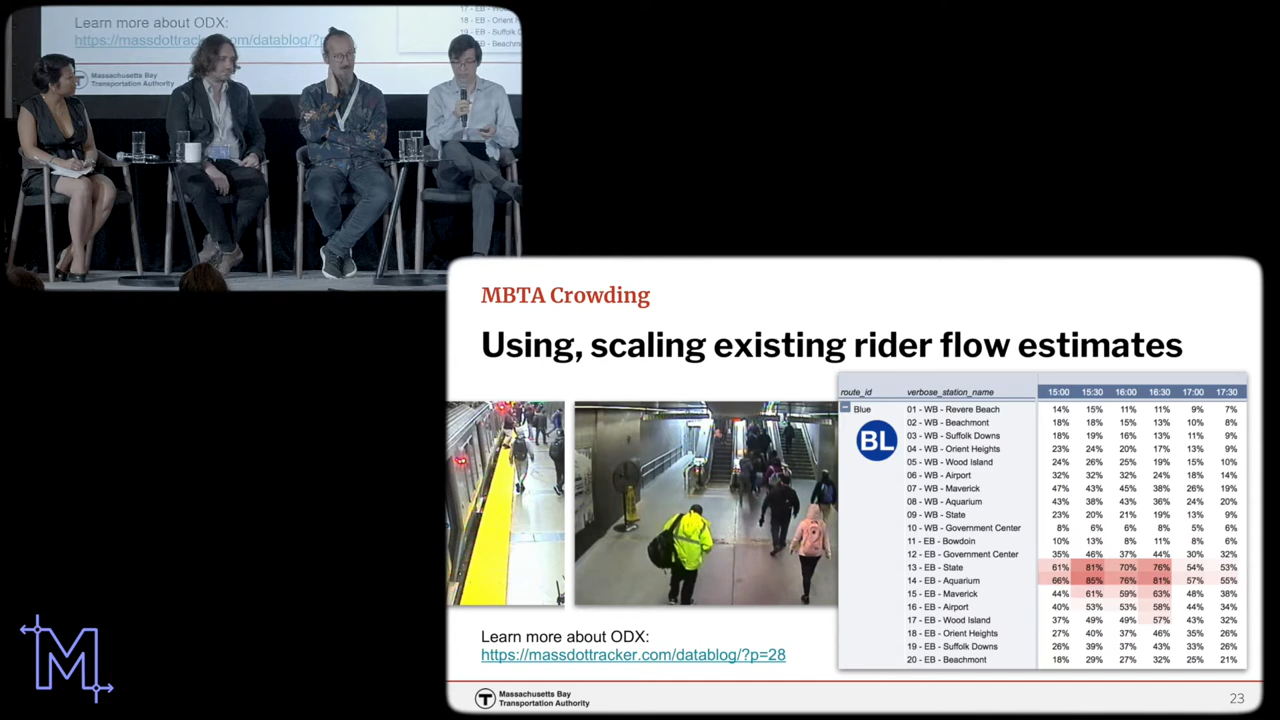 Learn more about ODX:
https://massdottracker.com/datablog/?p
Massachusetts Bay
Transportation Authority
18 - EB - Orient H
19 - EB - Suffolk D
20 - EB - Beachmo
MBTA Crowding
Using, scaling existing rider flow estimates
route_id verbose_station_name 15:00 15:30 16:00 16:30 17:00 17:30
Blue 01 - WB - Revere Beach 14% 15% 11% 11% 9% 7%
BL
02 - WB - Beachmont 18% 18% 15% 13% 10% 8%
03 - WB - Suffolk Downs 18% 19% 16% 13% 11% 9%
04 - WB - Orient Heights 23% 24% 20% 17% 13% 9%
05 - WB - Wood Island 24% 26% 25% 19% 15% 10%
06 - WB - Airport 32% 32% 32% 24% 18% 14%
07 - WB - Maverick 47% 43% 45% 38% 26% 19%
08 - WB - Aquarium 43% 38% 43% 36% 24% 20%
09 - WB - State 23% 20% 21% 19% 13% 9%
10 - WB - Government Center 8% 6% 6% 8% 5% 6%
11 - EB - Bowdoin 10% 13% 8% 11% 8% 6%
12 - EB - Government Center 35% 46% 37% 44% 30% 32%
13 - EB - State 61% 81% 70% 76% 54% 53%
14 - EB - Aquarium 66% 85% 76% 81% 57% 55%
15 - EB - Maverick 44% 61% 59% 63% 48% 38%
16 - EB - Airport 40% 53% 53% 58% 44% 34%
17 - EB - Wood Island 37% 49% 49% 57% 43% 32%
18 - EB - Orient Heights 27% 40% 37% 46% 35% 26%
19 - EB - Suffolk Downs 26% 39% 37% 43% 33% 26%
20 - EB - Beachmont 18% 29% 27% 32% 25% 21%
Learn more about ODX:
https://massdottracker.com/datablog/?p=28
T
Massachusetts Bay
Transportation Authority
23
M